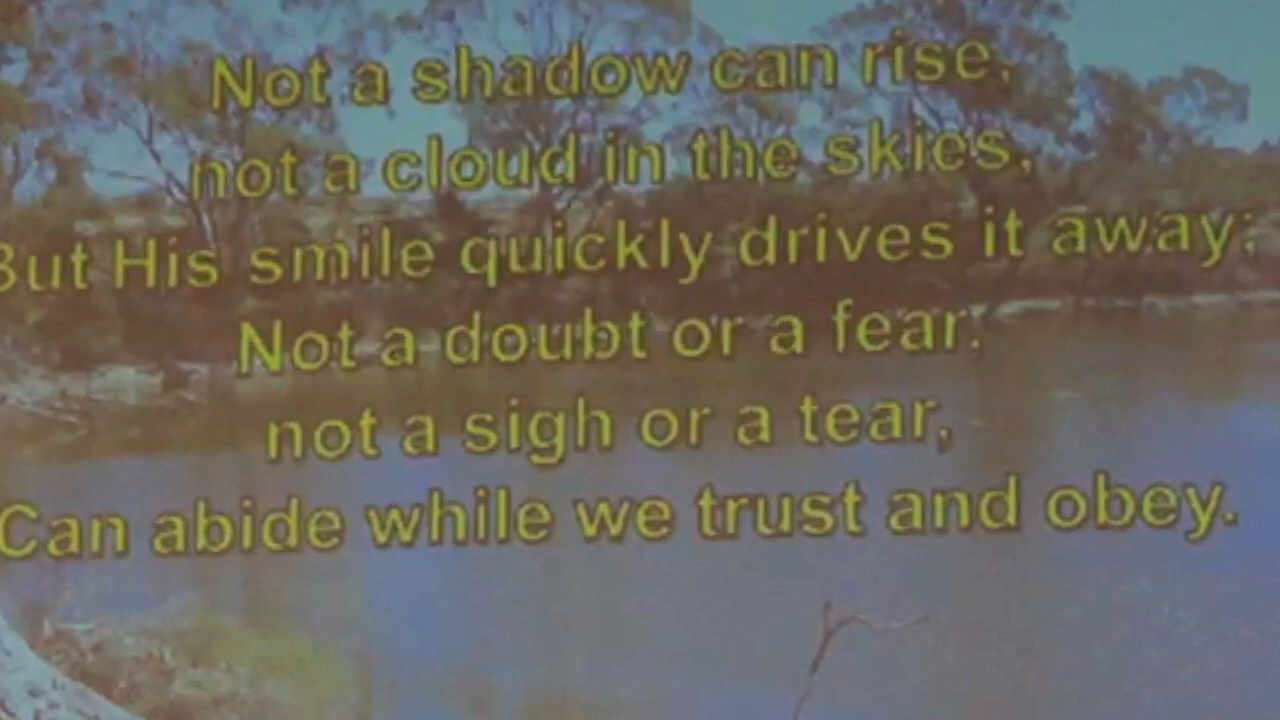 Not a shadow can rise,
not a cloud in the skies,
But His smile quickly drives it away;
Not a doubt or a fear,
not a sigh or a tear,
Can abide while we trust and obey.